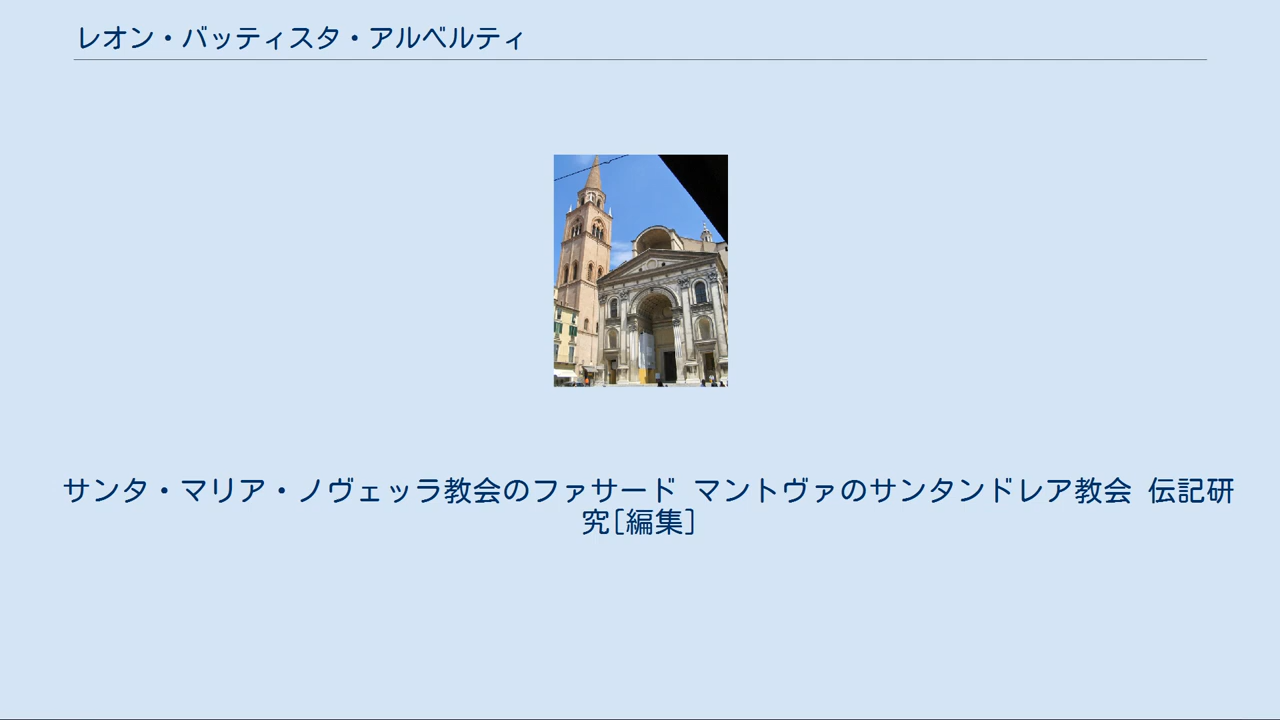 レオン・バッティスタ・アルベルティ
サンタ・マリア・ノヴェッラ教会のファサード マントヴァのサンタンドレア教会 伝記研
究[編集]